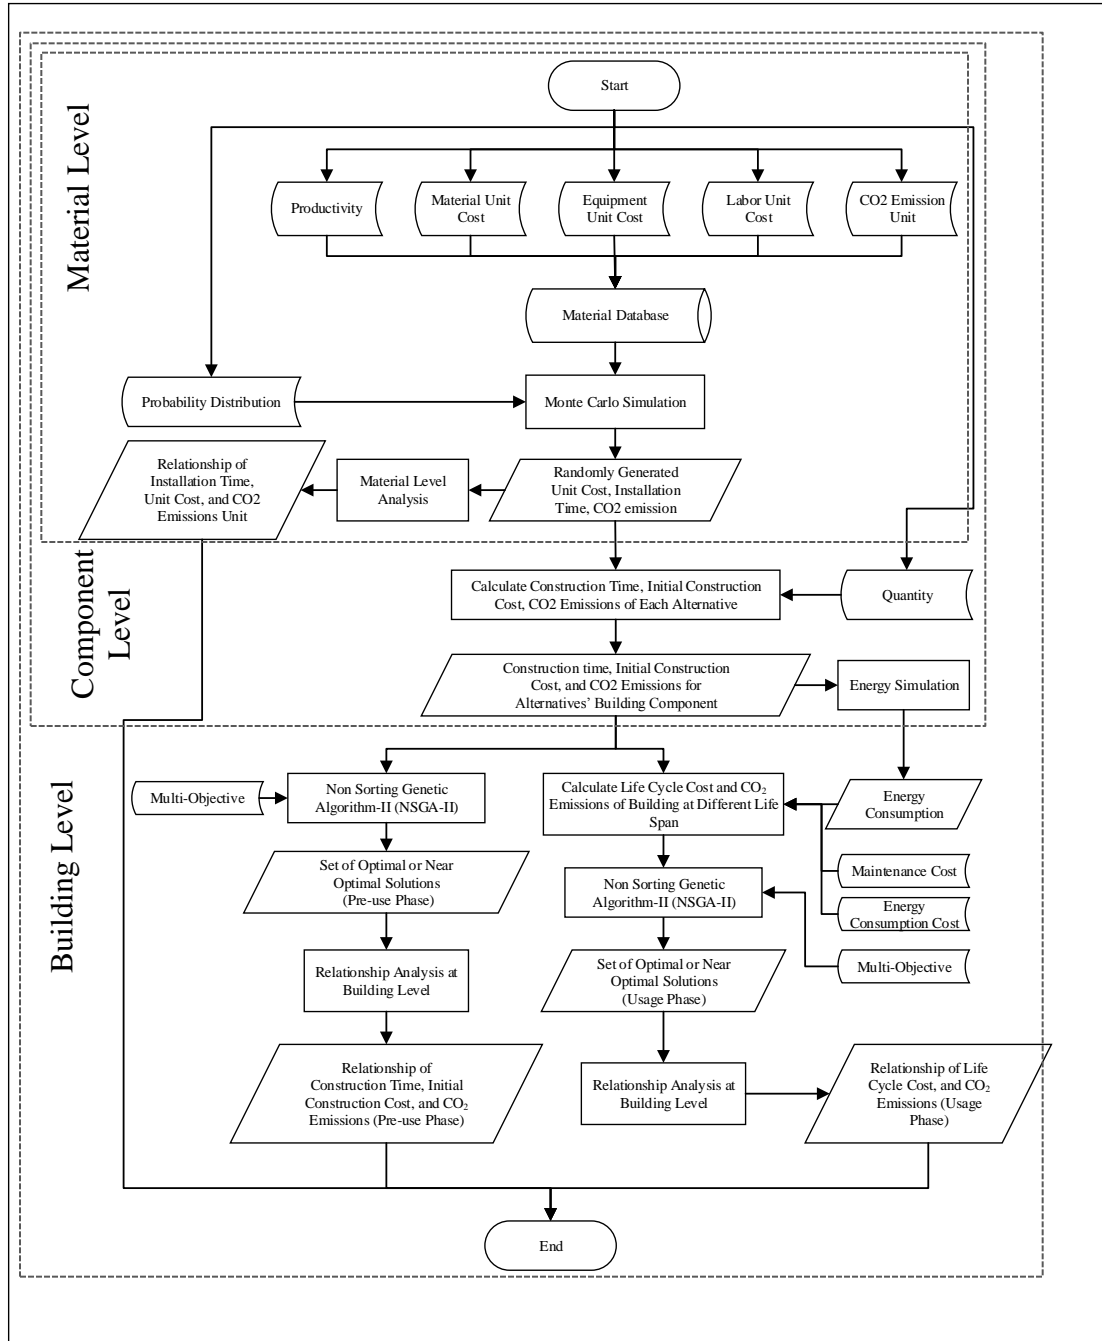 Start
Material Level
Productivity
Material Unit
Cost
Equipment
Unit Cost
Labor Unit
Cost
CO2 Emission
Unit
Material Database
Probability Distribution
Monte Carlo Simulation
Relationship of
Installation Time,
Unit Cost, and CO2
Emissions Unit
Material Level
Analysis
Randomly Generated
Unit Cost, Installation
Time, CO2 emission
Component
Level
Calculate Construction Time, Initial Construction
Cost, CO2 Emissions of Each Alternative
Quantity
Construction time, Initial Construction
Cost, and CO2 Emissions for
Alternatives’ Building Component
Energy Simulation
Building Level
Multi-Objective
Non Sorting Genetic
Algorithm-II (NSGA-II)
Calculate Life Cycle Cost and CO₂
Emissions of Building at Different Life
Span
Energy
Consumption
Maintenance Cost
Energy
Consumption Cost
Multi-Objective
Set of Optimal or Near
Optimal Solutions
(Pre-use Phase)
Non Sorting Genetic
Algorithm-II (NSGA-II)
Relationship Analysis at
Building Level
Set of Optimal or Near
Optimal Solutions
(Usage Phase)
Relationship of
Construction Time, Initial
Construction Cost, and CO₂
Emissions (Pre-use Phase)
Relationship Analysis at
Building Level
Relationship of Life
Cycle Cost, and CO₂
Emissions (Usage
Phase)
End